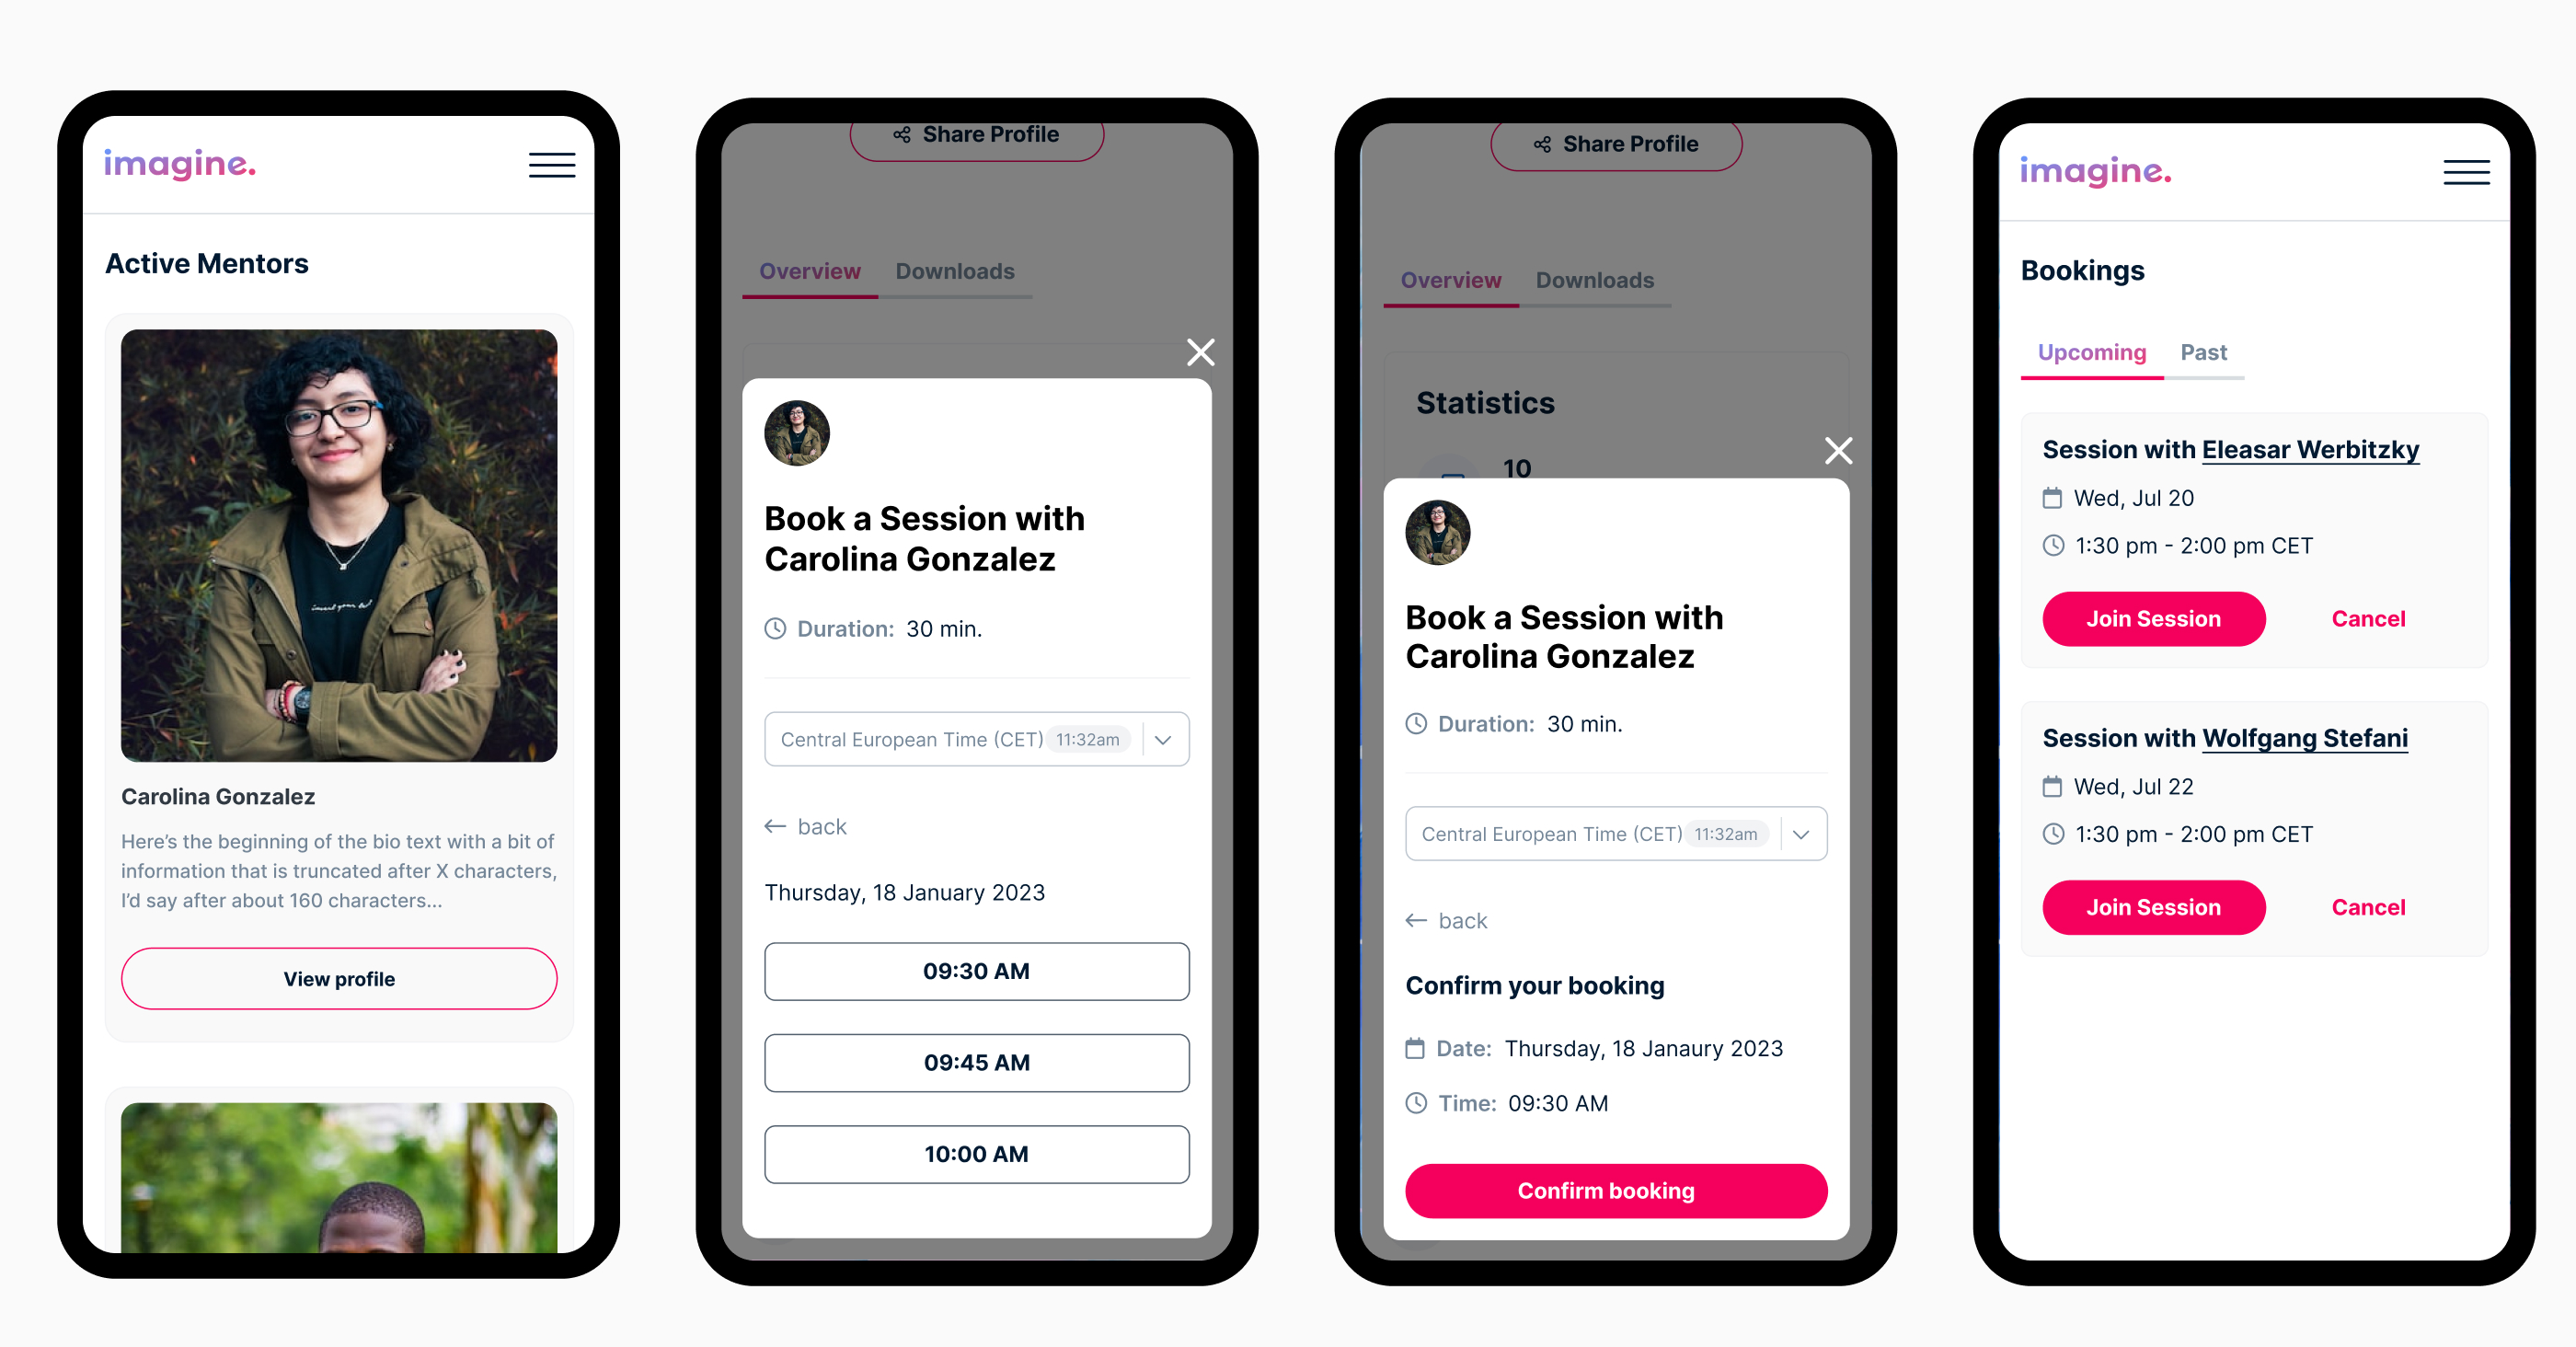 imagine.
Active Mentors
Carolina Gonzalez
Here's the beginning of the bio text with a bit of
information that is truncated after X characters,
I'd say after about 160 characters...
View profile
Share Profile
Overview Downloads
Book a Session with
Carolina Gonzalez
Duration: 30 min.
Central European Time (CET) 11:32am
back
Thursday, 18 January 2023
09:30 AM
09:45 AM
10:00 AM
Share Profile
Overview Downloads
Statistics
10
Book a Session with
Carolina Gonzalez
Duration: 30 min.
Central European Time (CET) 11:32am
back
Confirm your booking
Date: Thursday, 18 Janaury 2023
Time: 09:30 AM
Confirm booking
imagine.
Bookings
Upcoming Past
Session with Eleasar Werbitzky
Wed, Jul 20
1:30 pm - 2:00 pm CET
Join Session Cancel
Session with Wolfgang Stefani
Wed, Jul 22
1:30 pm - 2:00 pm CET
Join Session Cancel